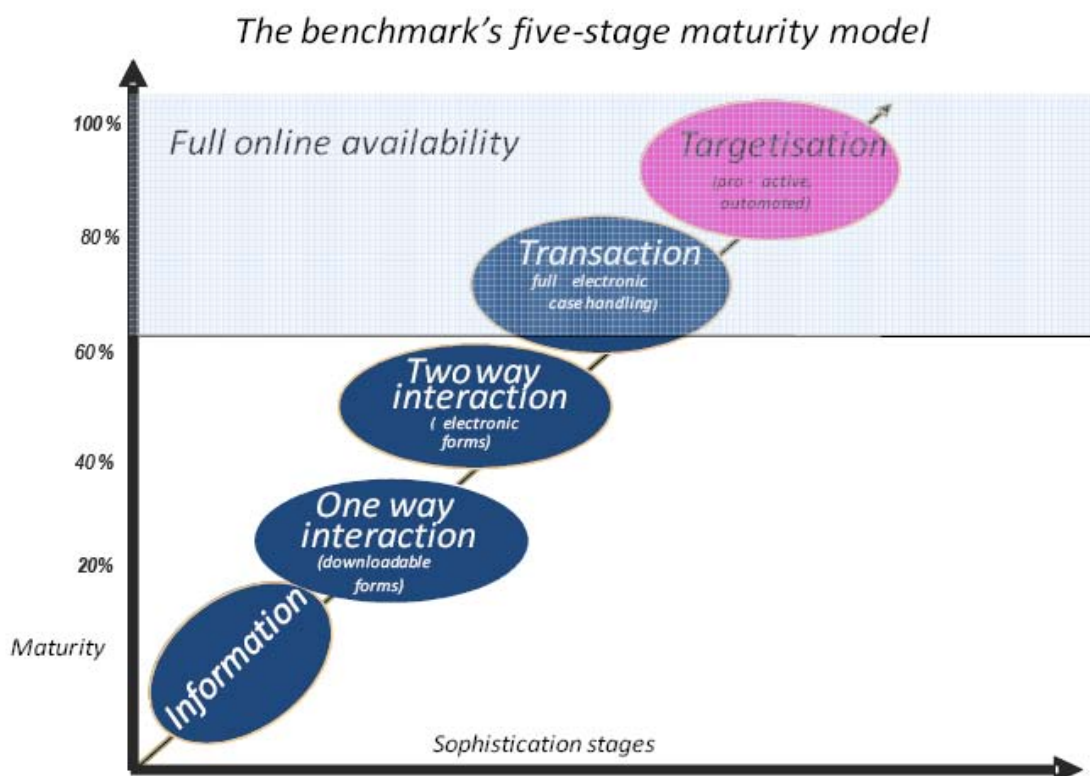 The benchmark's five-stage maturity model
100%
Full online availability
Targetisation
(pro - active,
automated)
80%
Transaction
full electronic
case handling)
60%
Two way
interaction
( electronic
forms)
40%
One way
interaction
(downloadable
forms)
20%
Information
Maturity
Sophistication stages